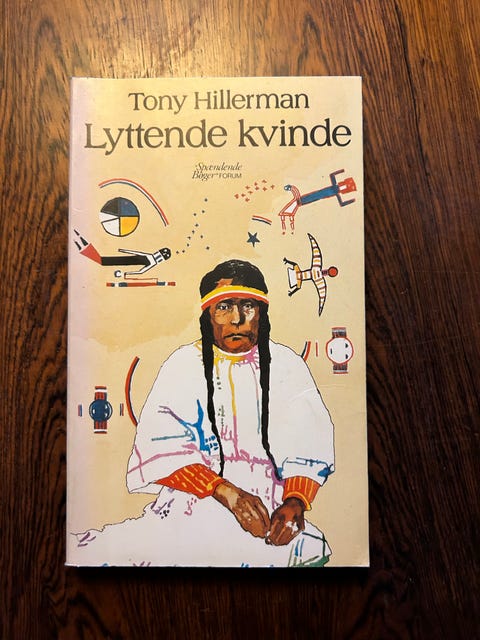 Tony Hillerman
Lyttende kvinde
"Spændende
Bøger" FORUM